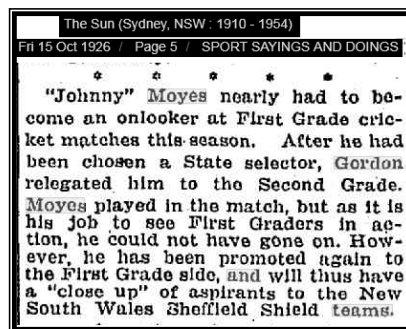 The Sun (Sydney, NSW : 1910 - 1954)
Fri 15 Oct 1926 / Page 5 / SPORT SAYINGS AND DOINGS
* * * * *
"Johnny" Moyes nearly had to be-
come an onlooker at First Grade cric-
ket matches this season. After he had
been chosen a State selector, Gordon
relegated him to the Second Grade.
Moyes played in the match, but as it is
his job to see First Graders in ac-
tion, he could not have gone on. How-
ever, he has been promoted again to
the First Grade side, and will thus have
a "close up" of aspirants to the New
South Wales Sheffield Shield teams.